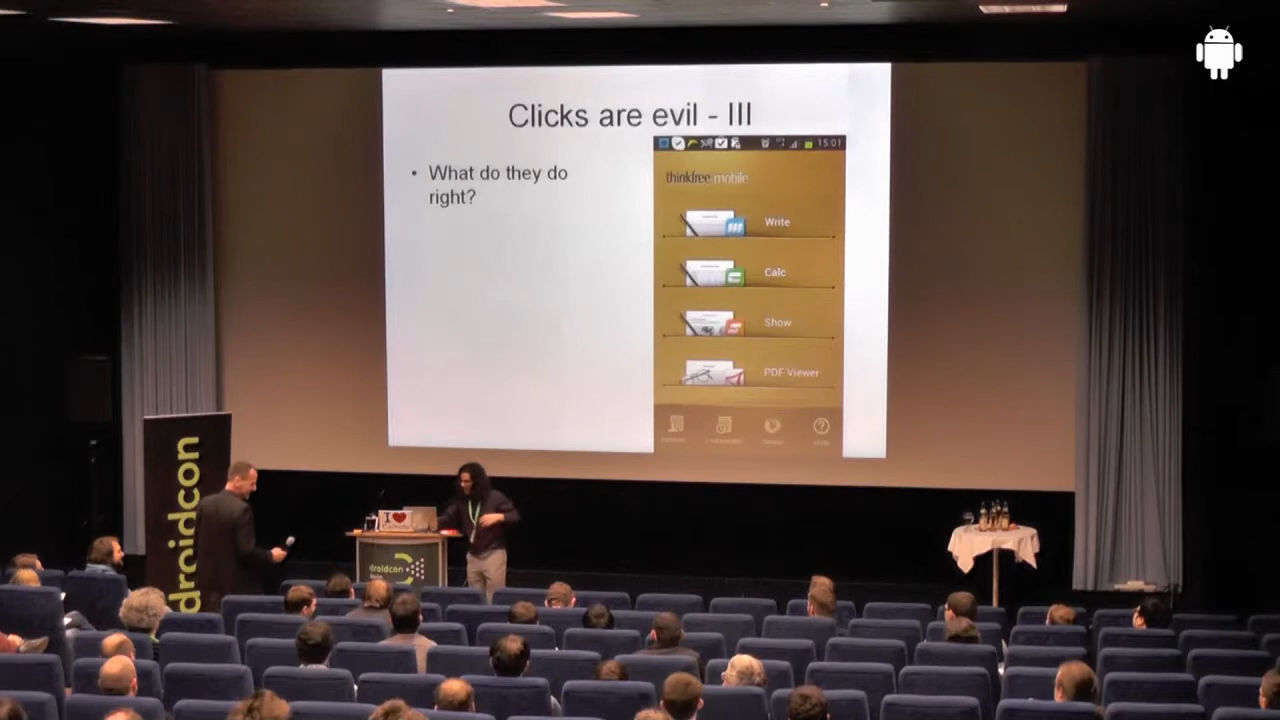 Clicks are evil - III
• What do they do
right?
15:01
thinkfree mobile
Write
Calc
Show
PDF Viewer
droidcon
I
droidcon